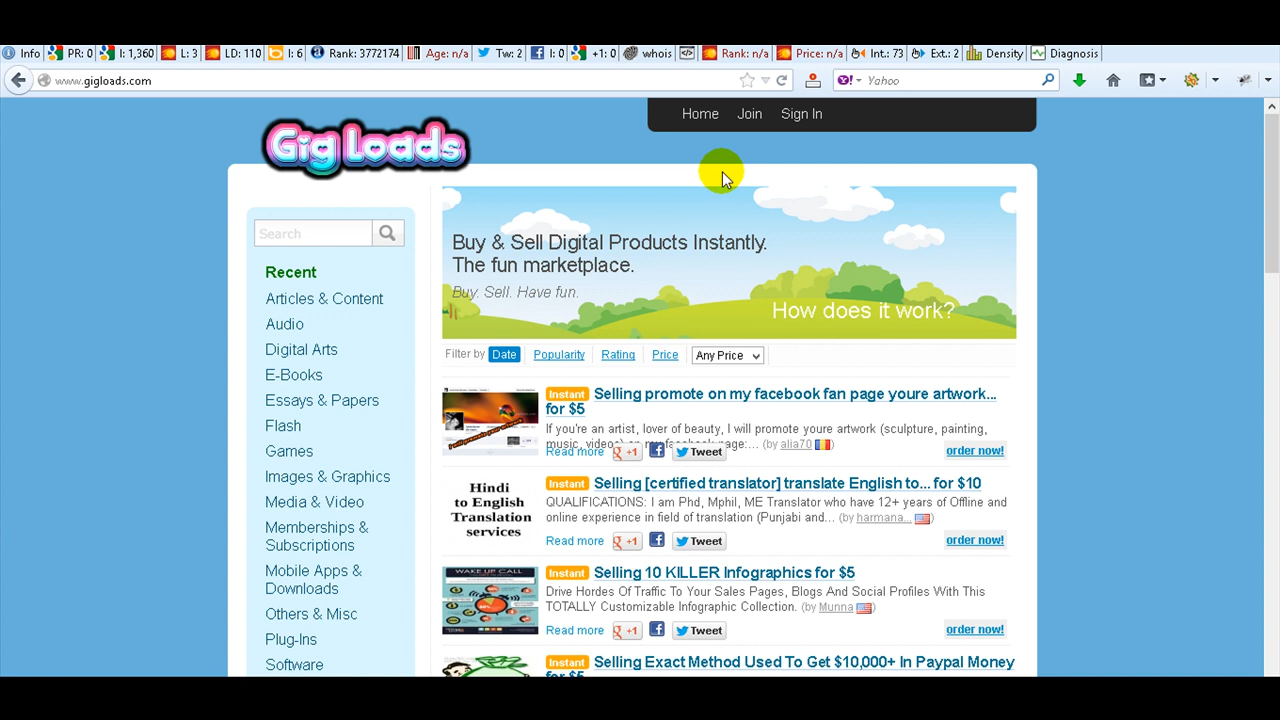 Info PR: 0 I: 1,360 L: 3 LD: 110 I: 6 Rank: 3772174 Age: n/a Tw: 2 I: 0 +1: 0 whois Rank: n/a Price: n/a Int.: 73 Ext.: 2 Density Diagnosis
www.gigloads.com
Yahoo
Home Join Sign In
Gig Loads
Search
Recent
Articles & Content
Audio
Digital Arts
E-Books
Essays & Papers
Flash
Games
Images & Graphics
Media & Video
Memberships &
Subscriptions
Mobile Apps &
Downloads
Others & Misc
Plug-Ins
Software
Buy & Sell Digital Products Instantly.
The fun marketplace.
Buy. Sell. Have fun.
How does it work?
Filter by Date Popularity Rating Price Any Price
Instant Selling promote on my facebook fan page youre artwork...
for $5
If you're an artist, lover of beauty, I will promote youre artwork (sculpture, painting,
music, video) on my facebook page:... (by alia70 )
Read more +1 Tweet order now!
Hindi
to English
Translation
services
Instant Selling [certified translator] translate English to... for $10
QUALIFICATIONS: I am Phd, Mphil, ME Translator who have 12+ years of Offline and
online experience in field of translation (Punjabi and... (by harmana... )
Read more +1 Tweet order now!
WAKE UP CALL
Instant Selling 10 KILLER Infographics for $5
Drive Hordes Of Traffic To Your Sales Pages, Blogs And Social Profiles With This
TOTALLY Customizable Infographic Collection. (by Munna )
Read more +1 Tweet order now!
Instant Selling Exact Method Used To Get $10,000+ In Paypal Money
for $5